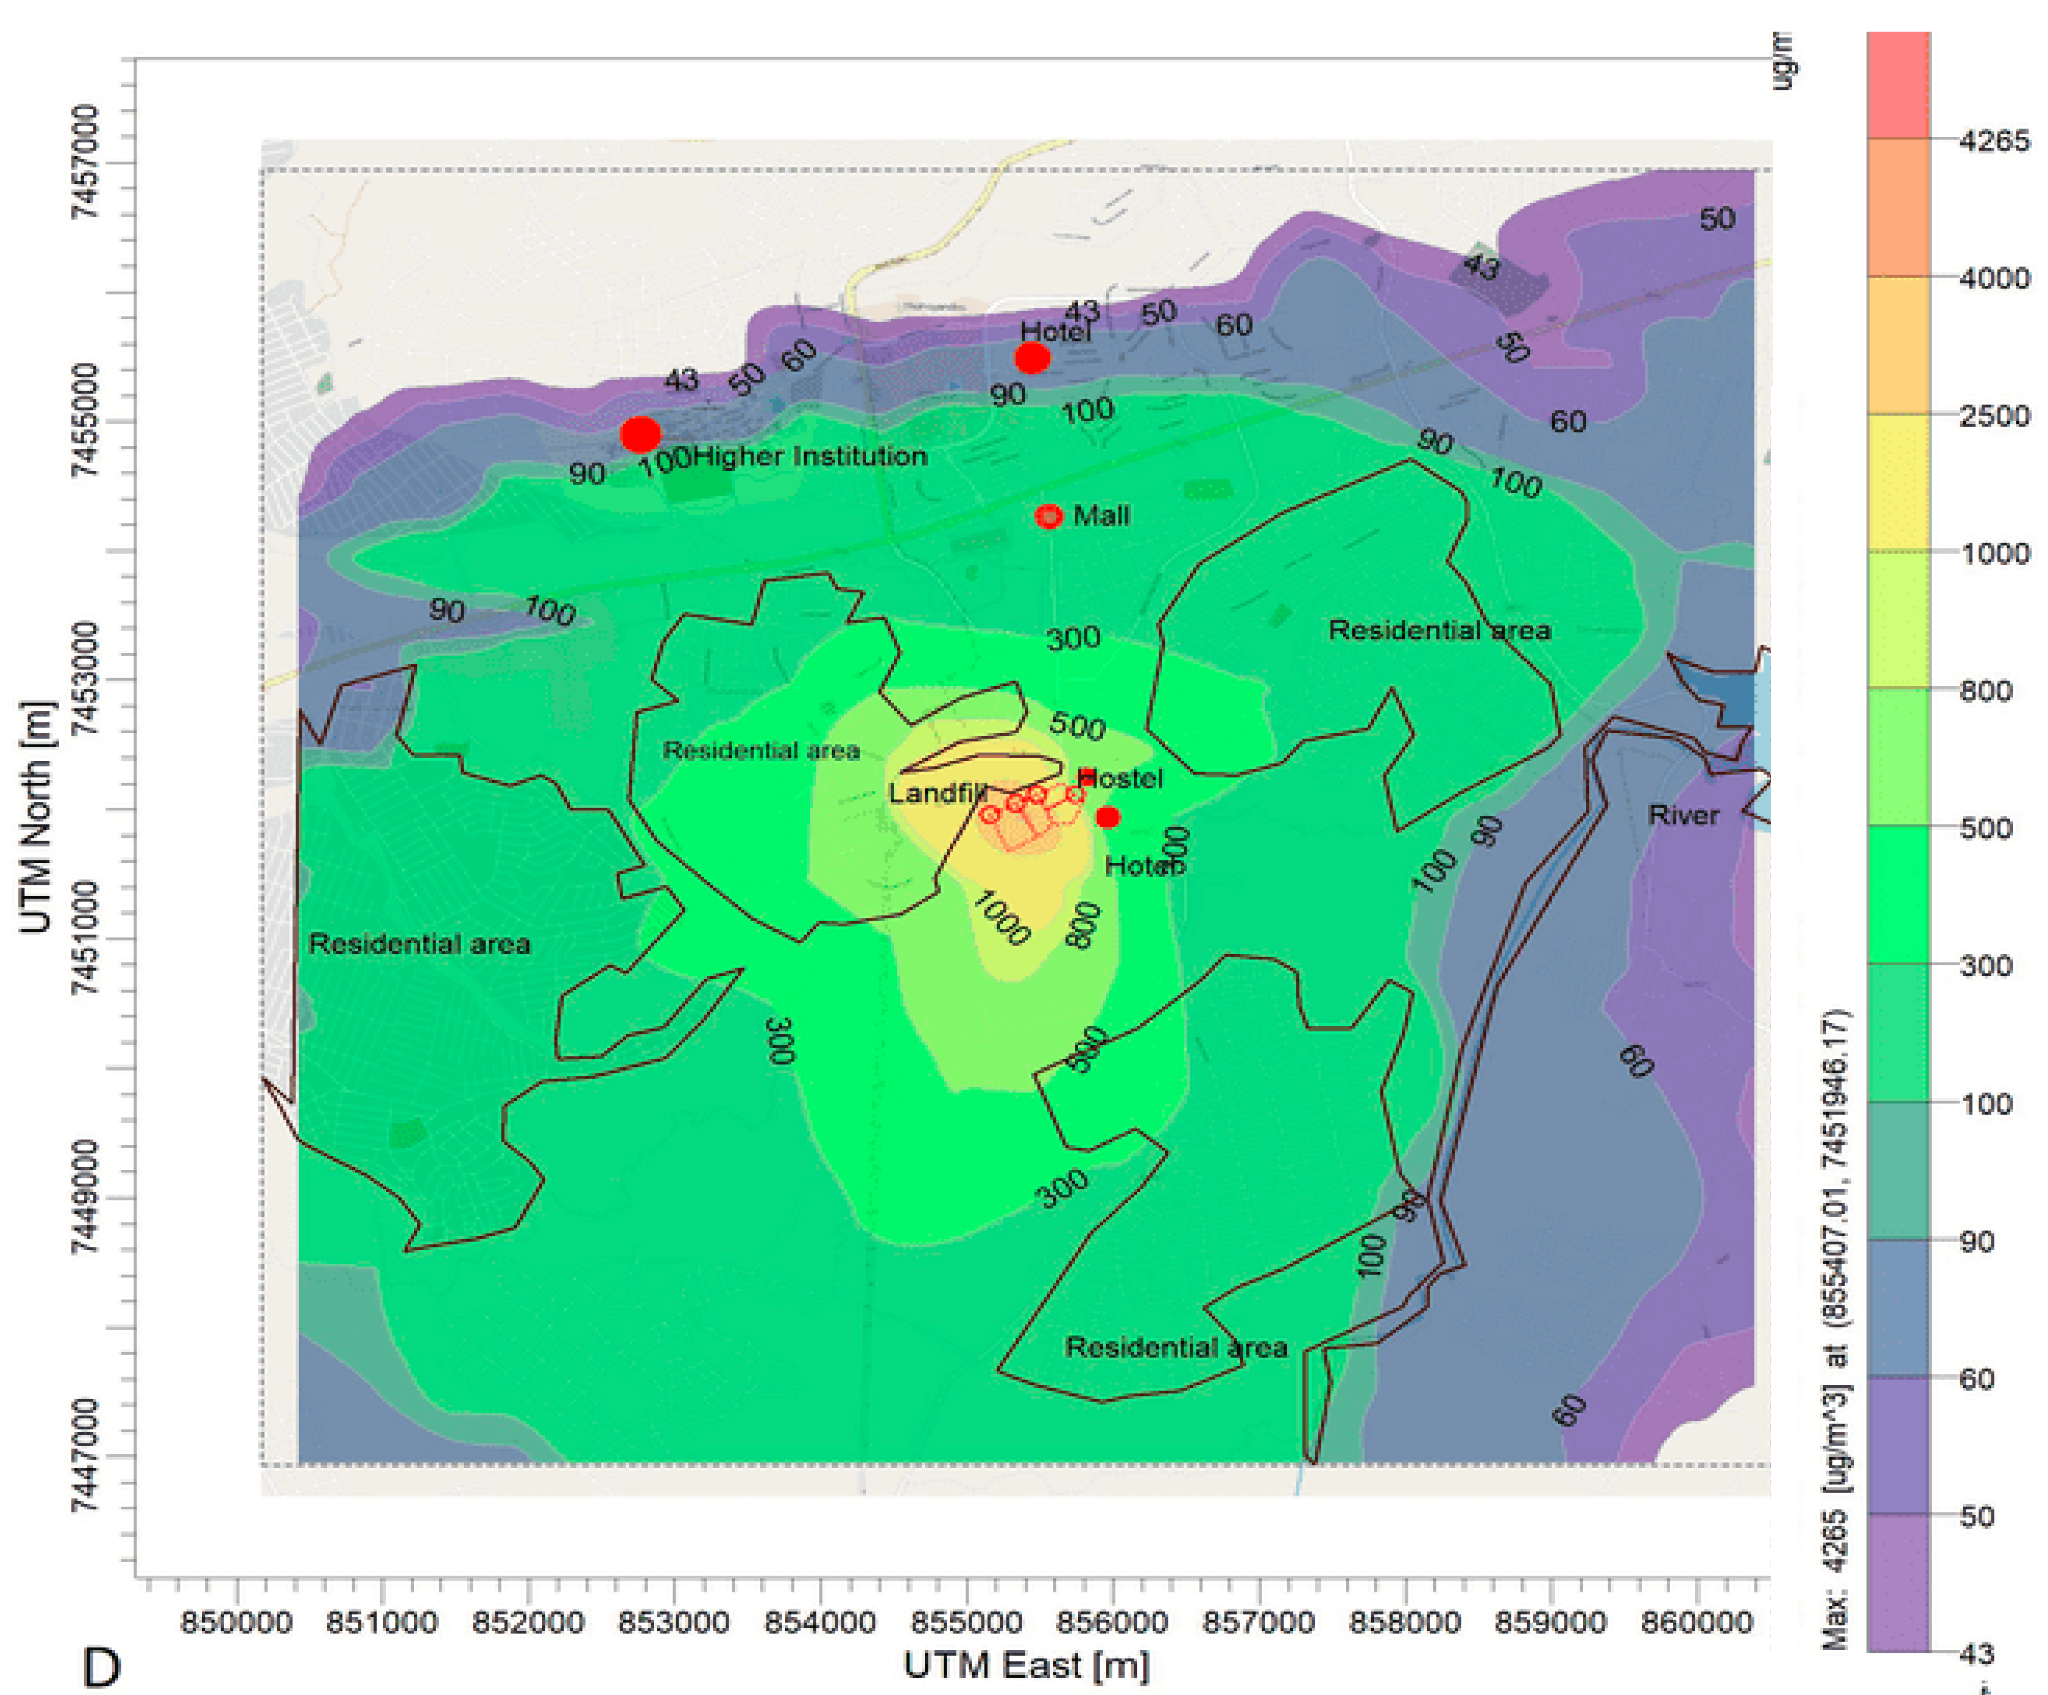 ug/m
4265
4000
2500
1000
800
500
300
100
90
60
50
43
Max: 4265 [ug/m^3] at (855407.01, 7451946.17)
UTM North [m]
7457000
7455000
7453000
7451000
7449000
7447000
50
43
43 50 60
Hotel
50
43 50 60
90 100
60
90
100
90 100 Higher Institution
Mall
90 100
300
Residential area
500
Residential area
Hostel
Landfill
River
90
100
Hotel
1000
800
Residential area
300
60
300
90
100
Residential area
60
850000 851000 852000 853000 854000 855000 856000 857000 858000 859000 860000
UTM East [m]
D